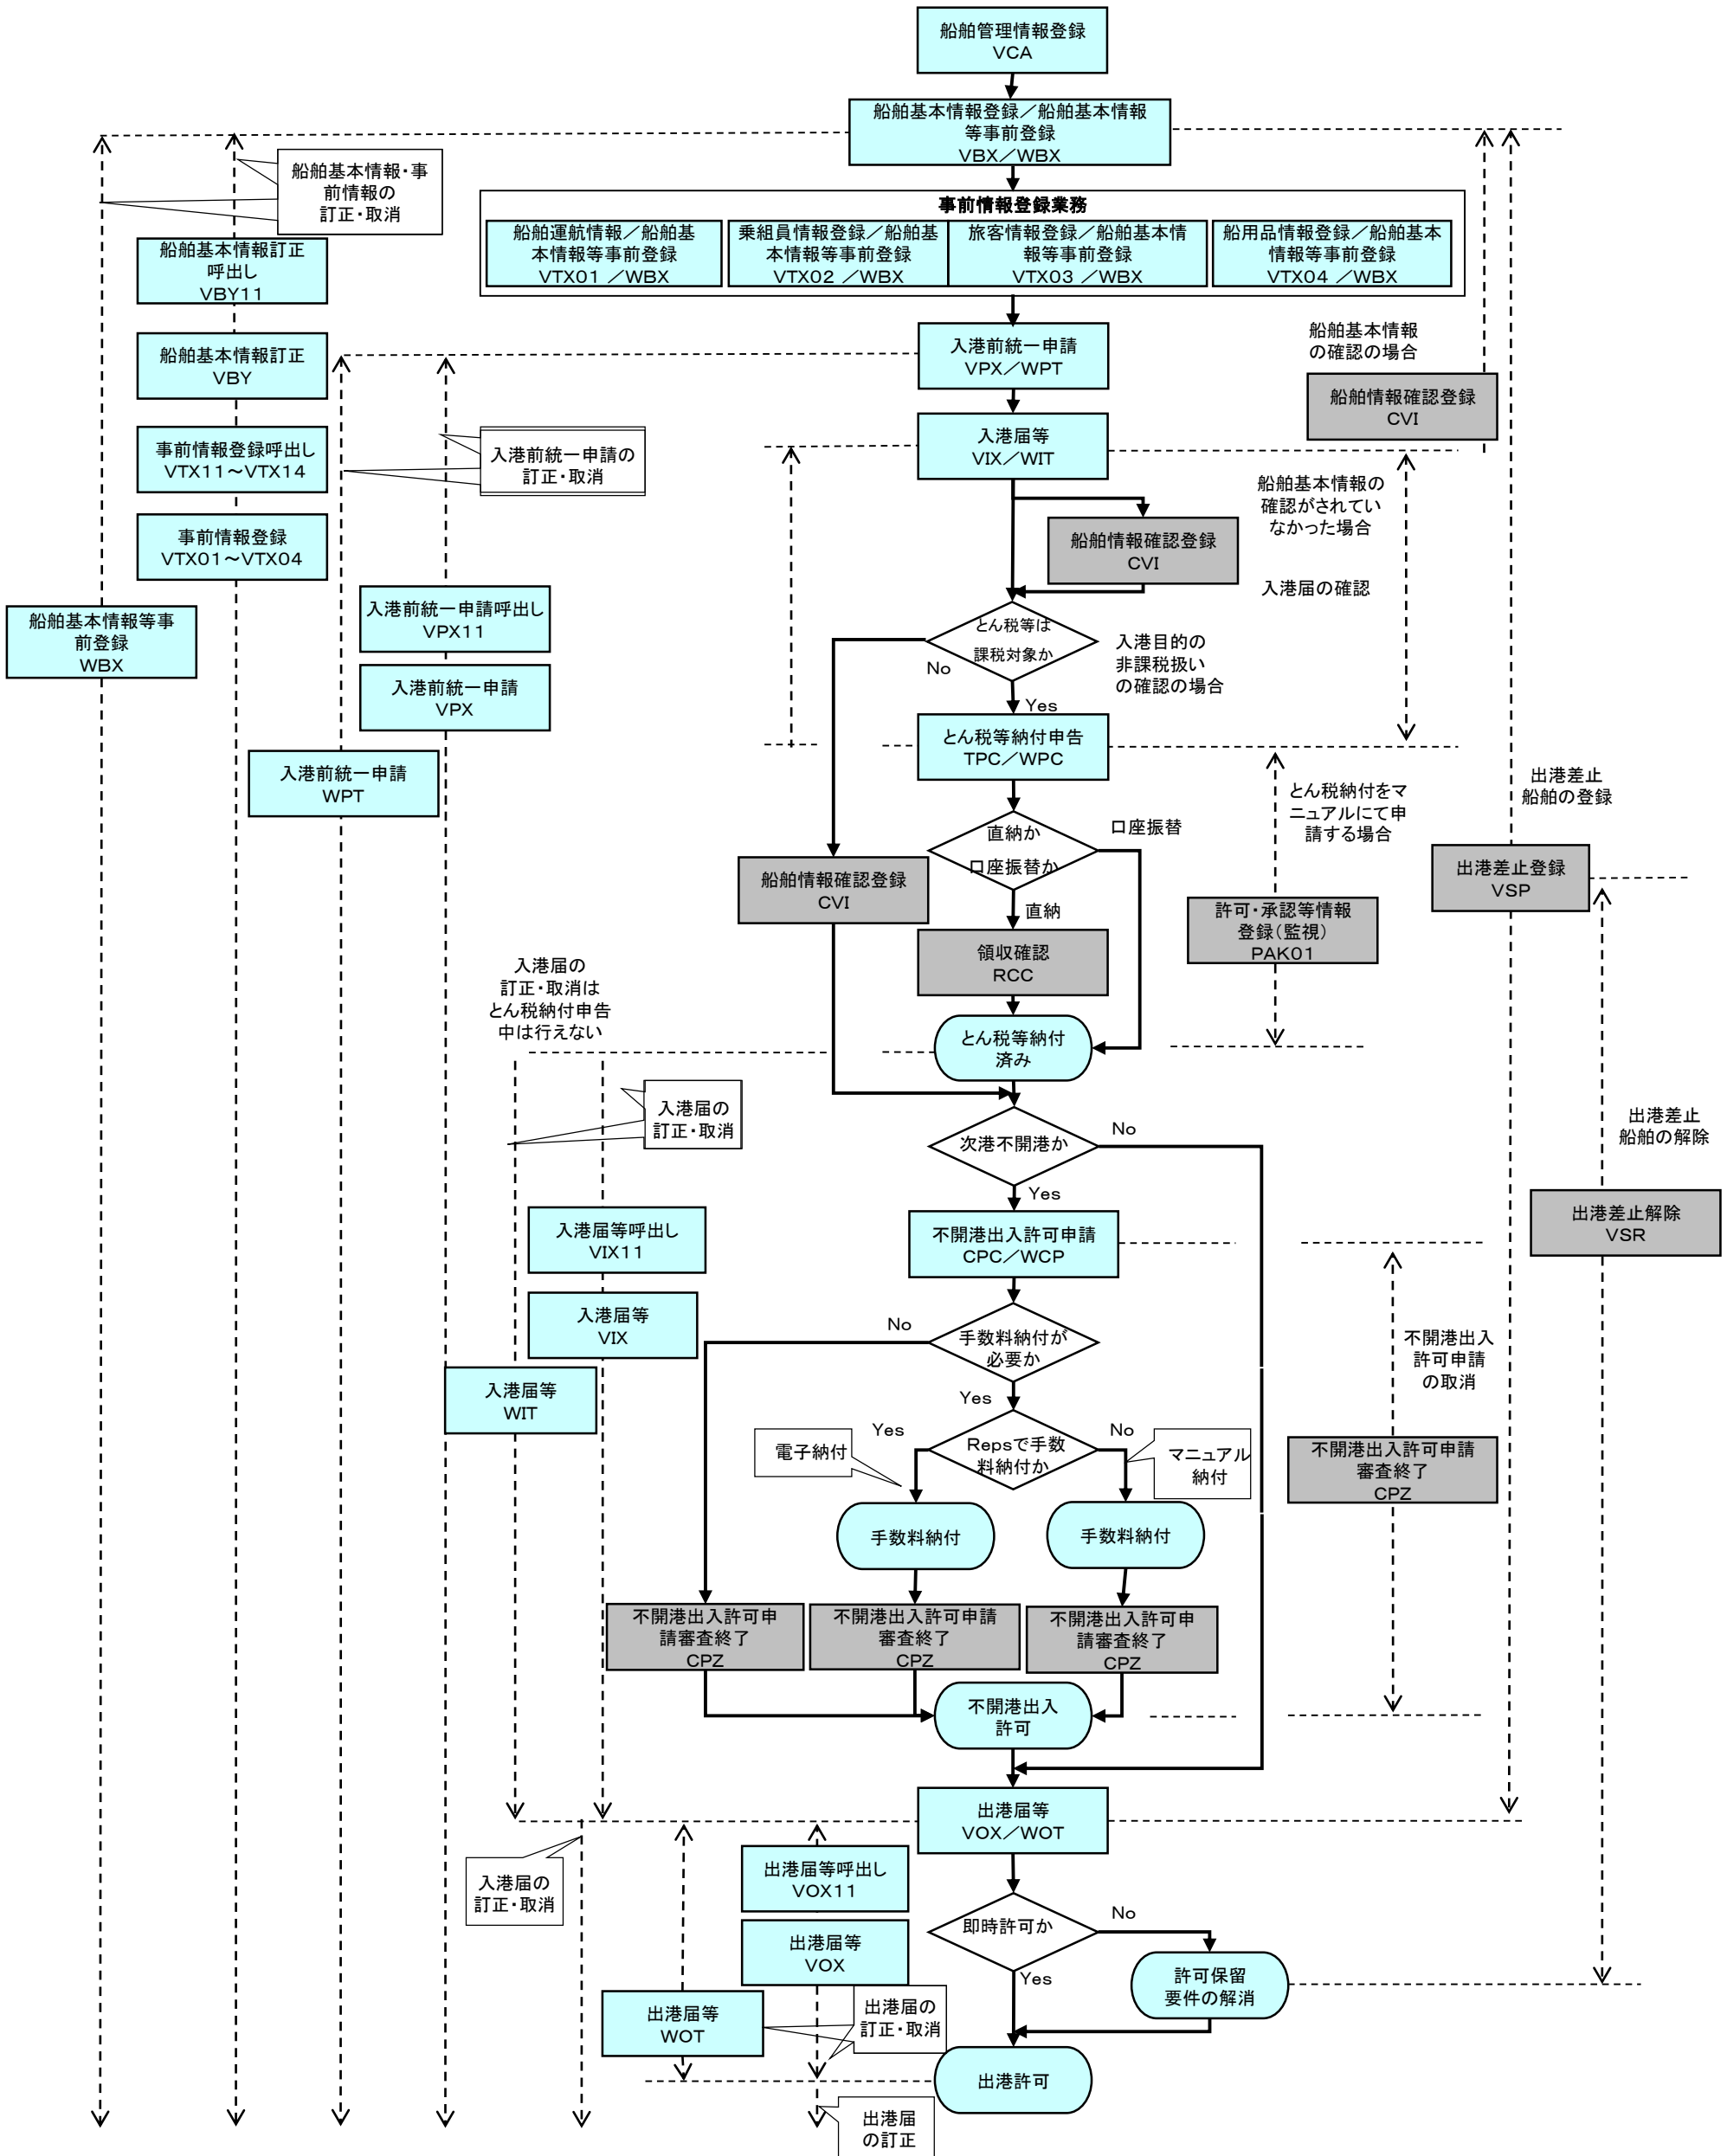 船舶管理情報登録
VCA
船舶基本情報登録／船舶基本情報
等事前登録
VBX／WBX
船舶基本情報・事
前情報の
訂正・取消
事前情報登録業務
船舶運航情報／船舶基
本情報等事前登録
VTX01 ／WBX
乗組員情報登録／船舶基
本情報等事前登録
VTX02 ／WBX
旅客情報登録／船舶基本情
報等事前登録
VTX03 ／WBX
船用品情報登録／船舶基本
情報等事前登録
VTX04 ／WBX
船舶基本情報訂正
呼出し
VBY11
船舶基本情報訂正
VBY
入港前統一申請
VPX／WPT
船舶基本情報
の確認の場合
船舶情報確認登録
CVI
事前情報登録呼出し
VTX11～VTX14
入港前統一申請の
訂正・取消
入港届等
VIX／WIT
船舶基本情報の
確認がされてい
なかった場合
事前情報登録
VTX01～VTX04
船舶情報確認登録
CVI
入港届の確認
船舶基本情報等事
前登録
WBX
入港前統一申請呼出し
VPX11
とん税等は
課税対象か
No
入港目的の
非課税扱い
の確認の場合
入港前統一申請
VPX
Yes
とん税等納付申告
TPC／WPC
入港前統一申請
WPT
出港差止
船舶の登録
とん税納付をマ
ニュアルにて申
請する場合
直納か
口座振替か
口座振替
船舶情報確認登録
CVI
出港差止登録
VSP
直納
許可・承認等情報
登録（監視）
PAK01
領収確認
RCC
入港届の
訂正・取消は
とん税納付申告
中は行えない
とん税等納付
済み
入港届の
訂正・取消
次港不開港か
No
出港差止
船舶の解除
Yes
入港届等呼出し
VIX11
不開港出入許可申請
CPC／WCP
出港差止解除
VSR
入港届等
VIX
No
手数料納付が
必要か
不開港出入
許可申請
の取消
入港届等
WIT
Yes
電子納付
Yes
Repsで手数
料納付か
No
マニュアル
納付
不開港出入許可申請
審査終了
CPZ
手数料納付
手数料納付
不開港出入許可申
請審査終了
CPZ
不開港出入許可申請
審査終了
CPZ
不開港出入許可申
請審査終了
CPZ
不開港出入
許可
出港届等
VOX／WOT
入港届の
訂正・取消
出港届等呼出し
VOX11
出港届等
VOX
即時許可か
No
Yes
許可保留
要件の解消
出港届等
WOT
出港届の
訂正・取消
出港許可
出港届
の訂正